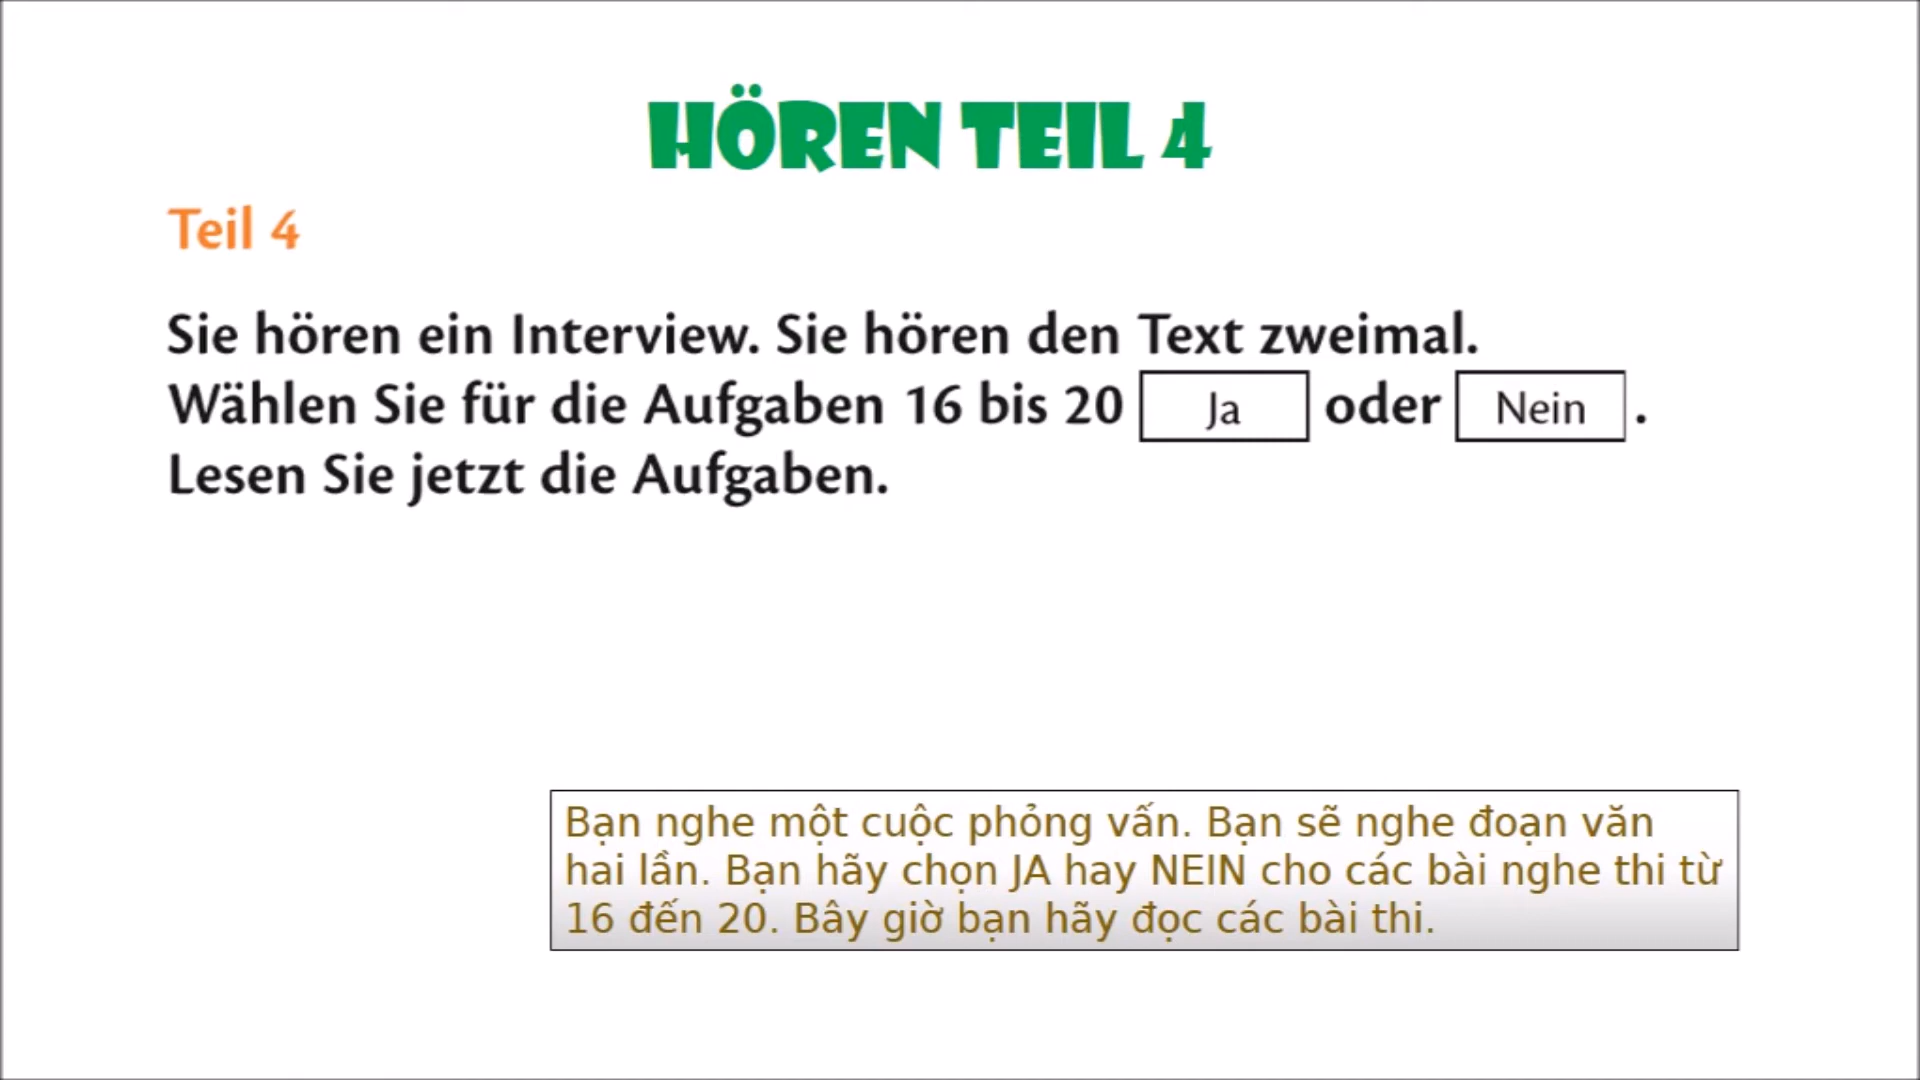 HÖREN TEIL 4
Teil 4
Sie hören ein Interview. Sie hören den Text zweimal.
Wählen Sie für die Aufgaben 16 bis 20 Ja oder Nein .
Lesen Sie jetzt die Aufgaben.
Bạn nghe một cuộc phỏng vấn. Bạn sẽ nghe đoạn văn
hai lần. Bạn hãy chọn JA hay NEIN cho các bài nghe thi từ
16 đến 20. Bây giờ bạn hãy đọc các bài thi.